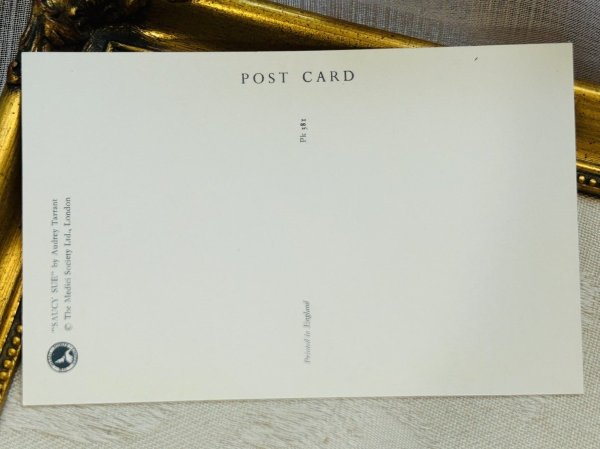 POST CARD
Pk 381
Printed in England
"SAUCY SUE" by Audrey Tarrant
© The Medici Society Ltd., London